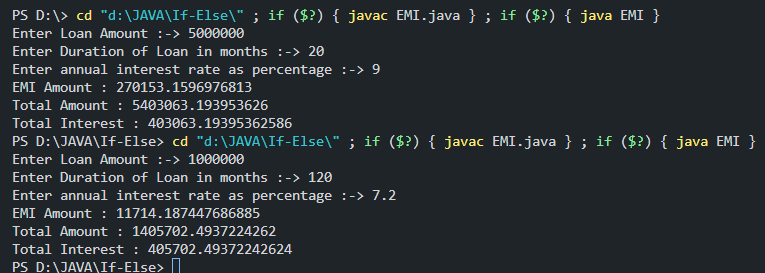 PS D:\> cd "d:\JAVA\If-Else\" ; if ($?) { javac EMI.java } ; if ($?) { java EMI }
Enter Loan Amount :-> 5000000
Enter Duration of Loan in months :-> 20
Enter annual interest rate as percentage :-> 9
EMI Amount : 270153.1596976813
Total Amount : 5403063.193953626
Total Interest : 403063.19395362586
PS D:\JAVA\If-Else> cd "d:\JAVA\If-Else\" ; if ($?) { javac EMI.java } ; if ($?) { java EMI }
Enter Loan Amount :-> 1000000
Enter Duration of Loan in months :-> 120
Enter annual interest rate as percentage :-> 7.2
EMI Amount : 11714.187447686885
Total Amount : 1405702.4937224262
Total Interest : 405702.49372242624
PS D:\JAVA\If-Else>